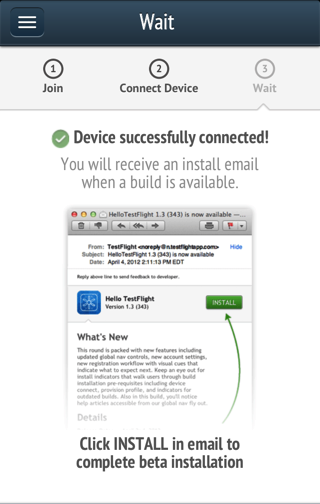 Wait
1 2 3
Join Connect Device Wait
Device successfully connected!
You will receive an install email
when a build is available.
HelloTestFlight 1.3 (343) is now available —...
From: TestFlight <noreply@n.testflightapp.com> Hide
Subject: HelloTestFlight 1.3 (343) is now available
Date: April 4, 2012 2:11:13 PM EDT
Reply above line to send feedback to developer.
Hello TestFlight
Version 1.3 (343)
INSTALL
What's New
This round is packed with new features including
updated global nav controls, new account settings,
new registration workflow with visual cues that
indicate what to expect next. Keep an eye out for
install indicators that walk users through build
installation pre-requisites including device
connect, provision profile, and indicators for
outdated builds. Also in this build, you'll notice
help articles accessible from our global nav fly out.
Details
Click INSTALL in email to
complete beta installation